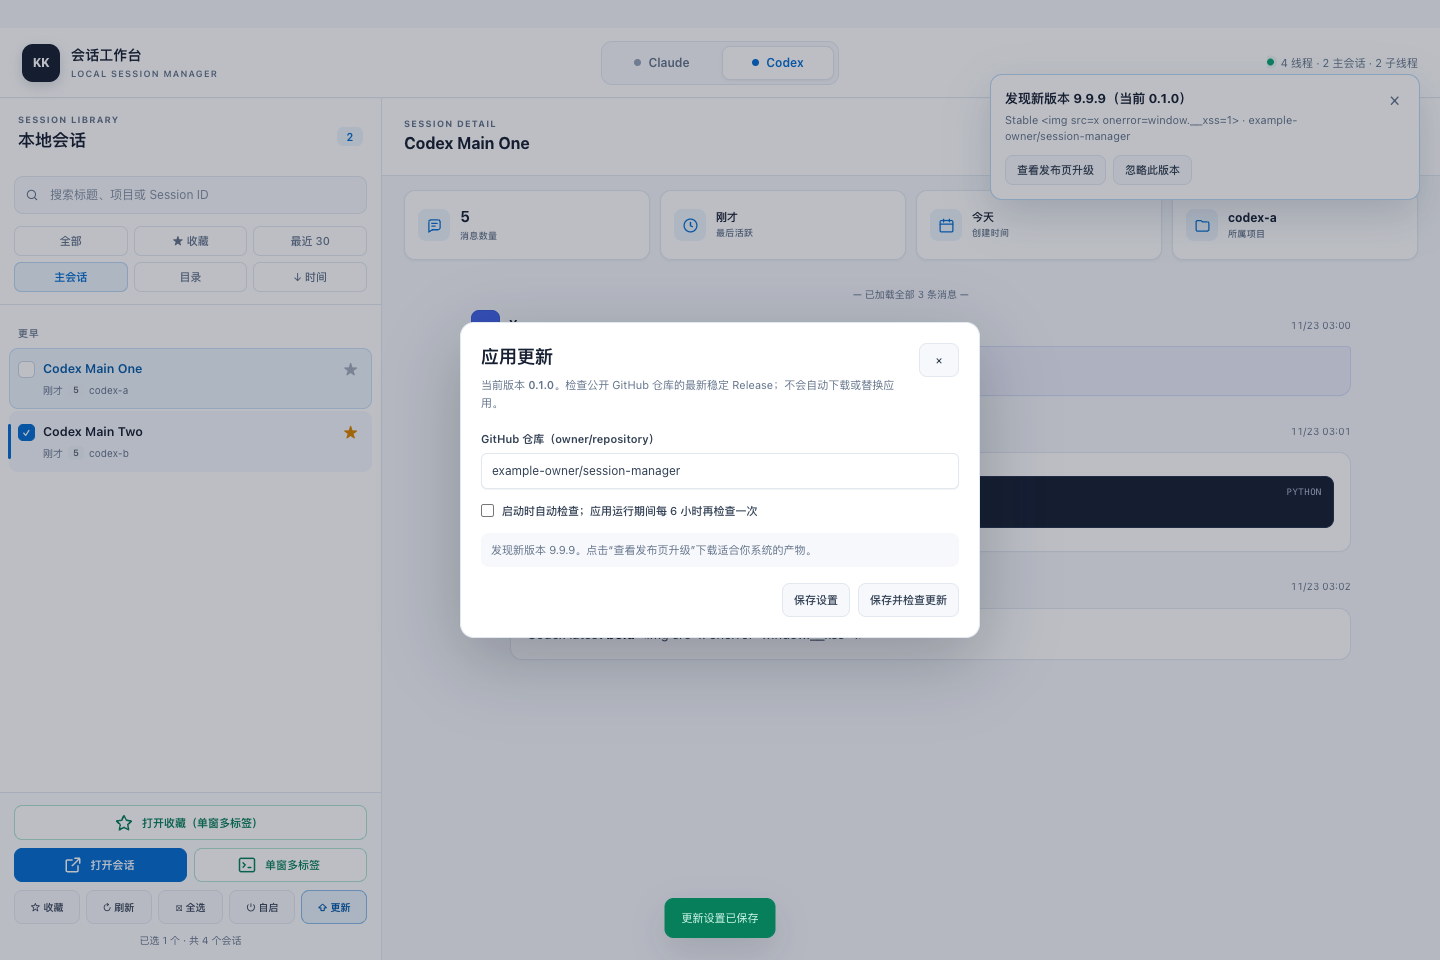 KK
会话工作台
LOCAL SESSION MANAGER
Claude
Codex
4 线程 · 2 主会话 · 2 子线程
发现新版本 9.9.9（当前 0.1.0）
Stable <img src=x onerror=window.__xss=1> · example-
owner/session-manager
查看发布页升级
忽略此版本
SESSION LIBRARY
本地会话
2
搜索标题、项目或 Session ID
全部
★ 收藏
最近 30
主会话
目录
↓ 时间
更早
Codex Main One
刚才 5 codex-a
Codex Main Two
刚才 5 codex-b
打开收藏（单窗多标签）
打开会话
单窗多标签
收藏
刷新
全选
自启
更新
已选 1 个 · 共 4 个会话
SESSION DETAIL
Codex Main One
5
消息数量
刚才
最后活跃
今天
创建时间
codex-a
所属项目
— 已加载全部 3 条消息 —
11/23 03:00
11/23 03:01
PYTHON
11/23 03:02
应用更新
×
当前版本 0.1.0。检查公开 GitHub 仓库的最新稳定 Release；不会自动下载或替换应
用。
GitHub 仓库（owner/repository）
example-owner/session-manager
启动时自动检查；应用运行期间每 6 小时再检查一次
发现新版本 9.9.9。点击“查看发布页升级”下载适合你系统的产物。
保存设置
保存并检查更新
更新设置已保存